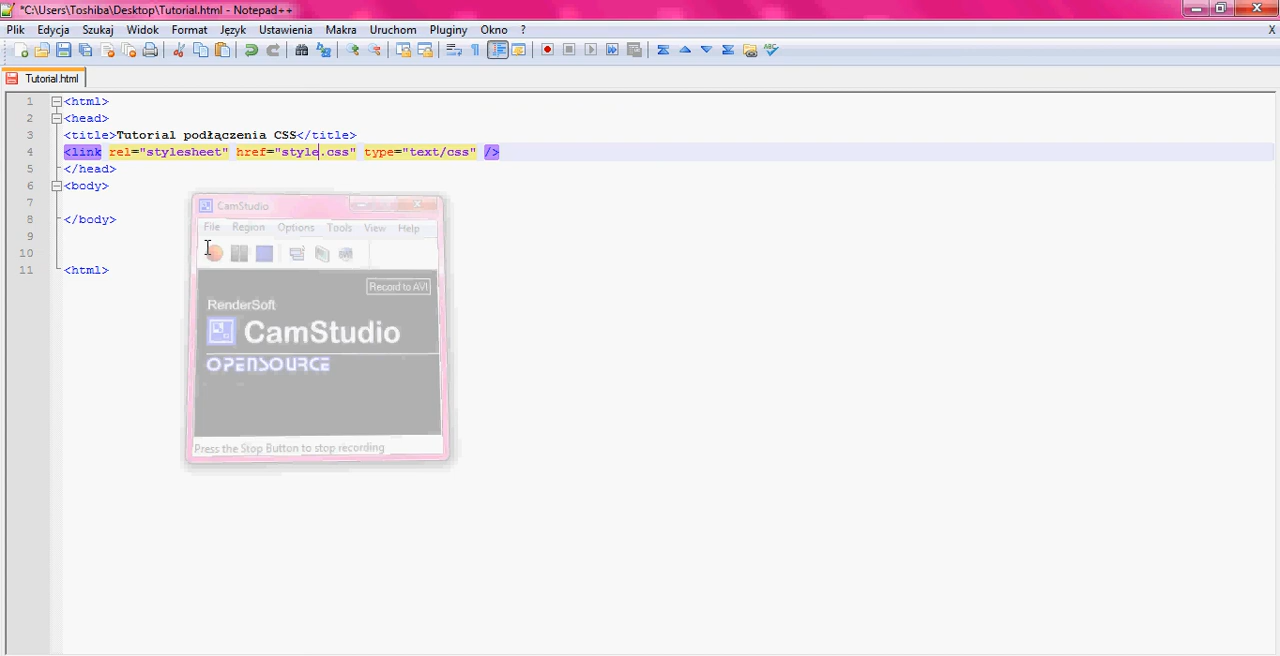 *C:\Users\Toshiba\Desktop\Tutorial.html - Notepad++
Plik Edycja Szukaj Widok Format Język Ustawienia Makra Uruchom Pluginy Okno ? X
Tutorial.html
1 <html>
2 <head>
3 <title>Tutorial podłączenia CSS</title>
4 <link rel="stylesheet" href="style.css" type="text/css" />
5 </head>
6 <body>
7
8 </body>
9
10
11 <html>
CamStudio
File Region Options Tools View Help
Record to AVI
RenderSoft
CamStudio
OPENSOURCE
Press the Stop Button to stop recording